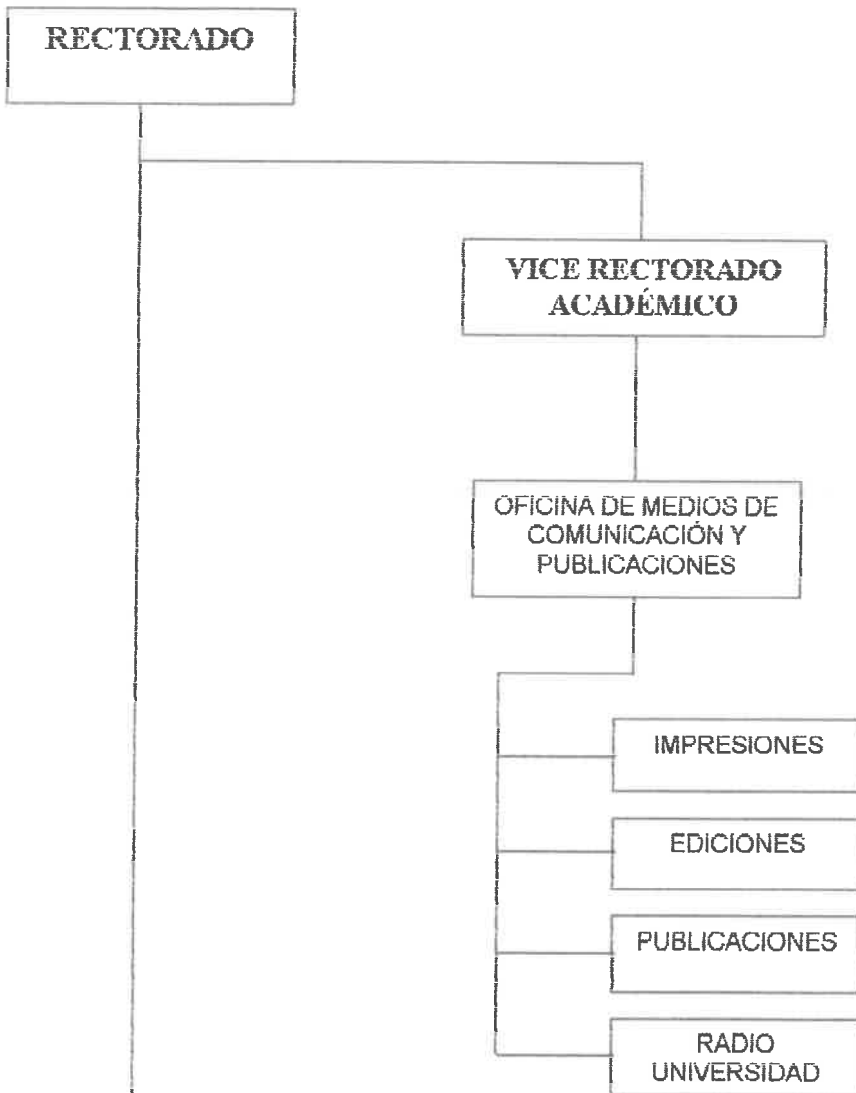 RECTORADO
VICE RECTORADO
ACADÉMICO
OFICINA DE MEDIOS DE
COMUNICACIÓN Y
PUBLICACIONES
IMPRESIONES
EDICIONES
PUBLICACIONES
RADIO
UNIVERSIDAD